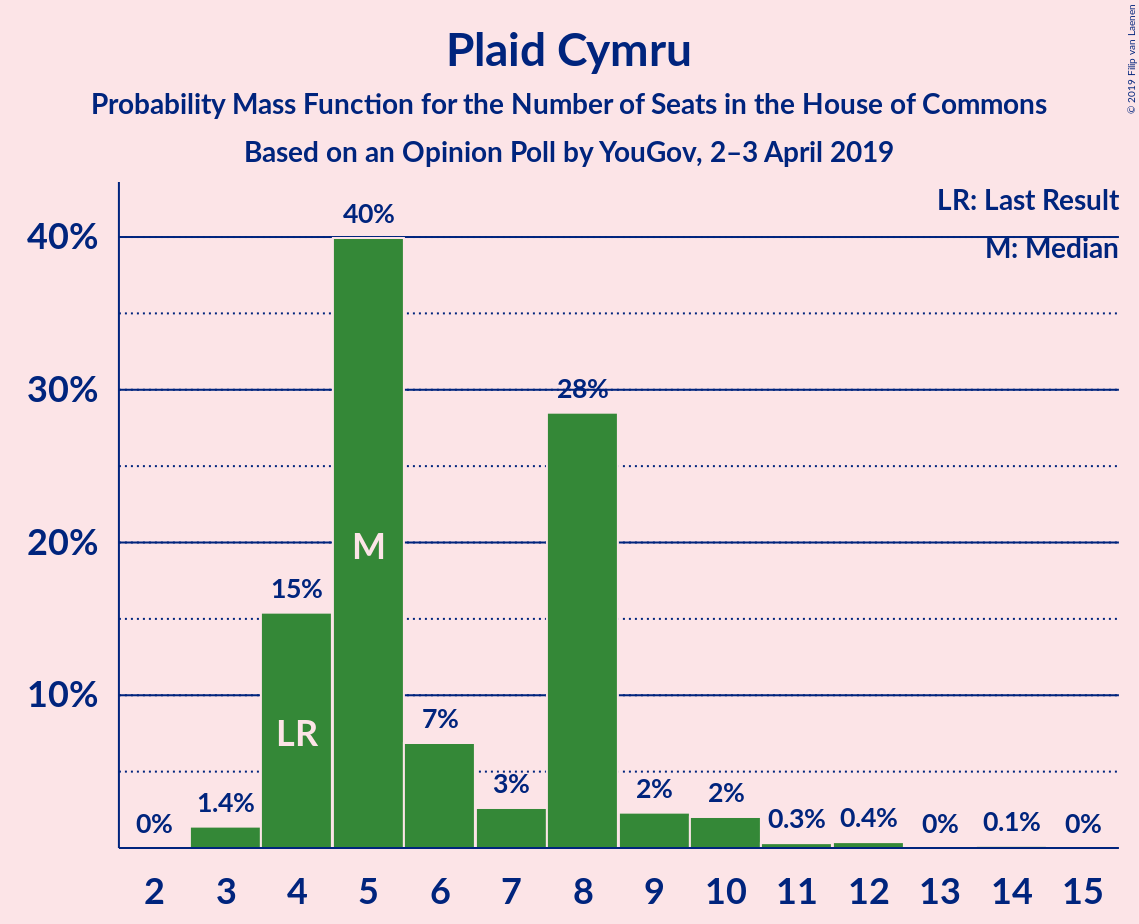 Plaid Cymru
Probability Mass Function for the Number of Seats in the House of Commons
Based on an Opinion Poll by YouGov, 2–3 April 2019
© 2019 Filip van Laenen
LR: Last Result
M: Median
40%
30%
20%
10%
0%
1.4%
15%
40%
7%
3%
28%
2%
2%
0.3%
0.4%
0%
0.1%
0%
LR
M
2 3 4 5 6 7 8 9 10 11 12 13 14 15